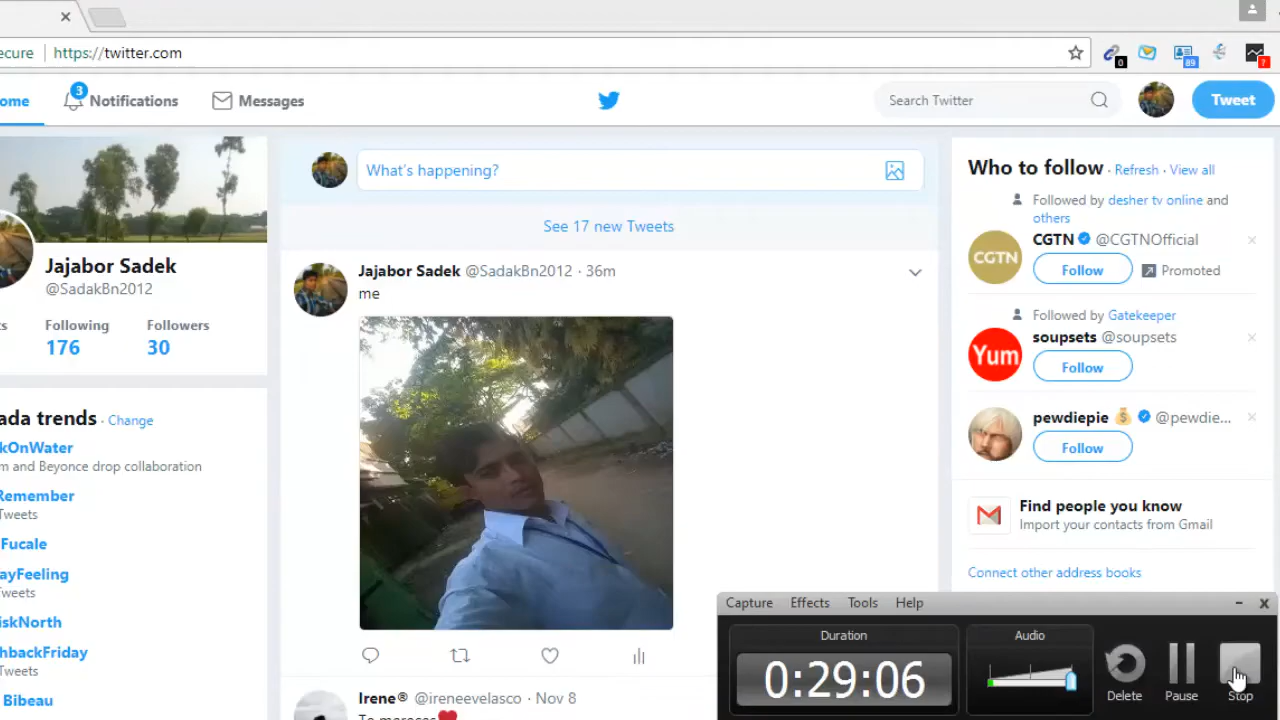 ecure
https://twitter.com
0
89
?
ome
3
Notifications
Messages
Search Twitter
Tweet
Jajabor Sadek
@SadakBn2012
s
Following
Followers
176
30
ada trends · Change
kOnWater
m and Beyonce drop collaboration
Remember
Tweets
Fucale
ayFeeling
weets
iskNorth
hbackFriday
Tweets
Bibeau
What's happening?
See 17 new Tweets
Jajabor Sadek @SadakBn2012 · 36m
me
Irene® @ireneevelasco · Nov 8
Who to follow · Refresh · View all
Followed by desher tv online and
others
CGTN @CGTNOfficial
CGTN
Follow
Promoted
Followed by Gatekeeper
soupsets @soupsets
Yum
Follow
pewdiepie 💰 @pewdie...
Follow
Find people you know
Import your contacts from Gmail
Connect other address books
Capture Effects Tools Help
Duration
0:29:06
Audio
Delete
Pause
Stop